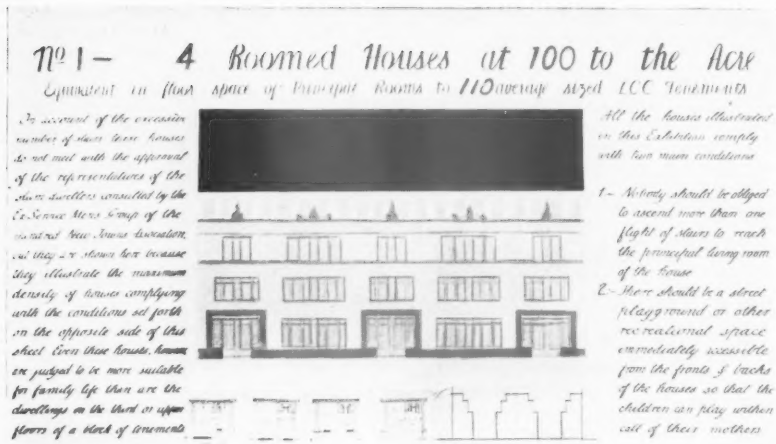 No 1 — 4 Roomed Houses at 100 to the Acre
Equivalent in floor space of Principal Rooms to 110 average sized LCC Tenements
On account of the excessive
number of stairs these houses
do not meet with the approval
of the representatives of the
slum dwellers consulted by the
Ex Service Mens Group of the
Hundred New Towns Association,
but they are shown here because
they illustrate the maximum
density of houses complying
with the conditions set forth
on the opposite side of this
sheet Even these houses, however
are judged to be more suitable
for family life than are the
dwellings on the third or upper
floors of a block of tenements
All the houses illustrated
in this Exhibition comply
with two main conditions
1 - Nobody should be obliged
to ascend more than one
flight of stairs to reach
the principal living room
of the house
2 - There should be a street
playground or other
recreational space
immediately accessible
from the fronts & backs
of the houses so that the
children can play within
call of their mothers